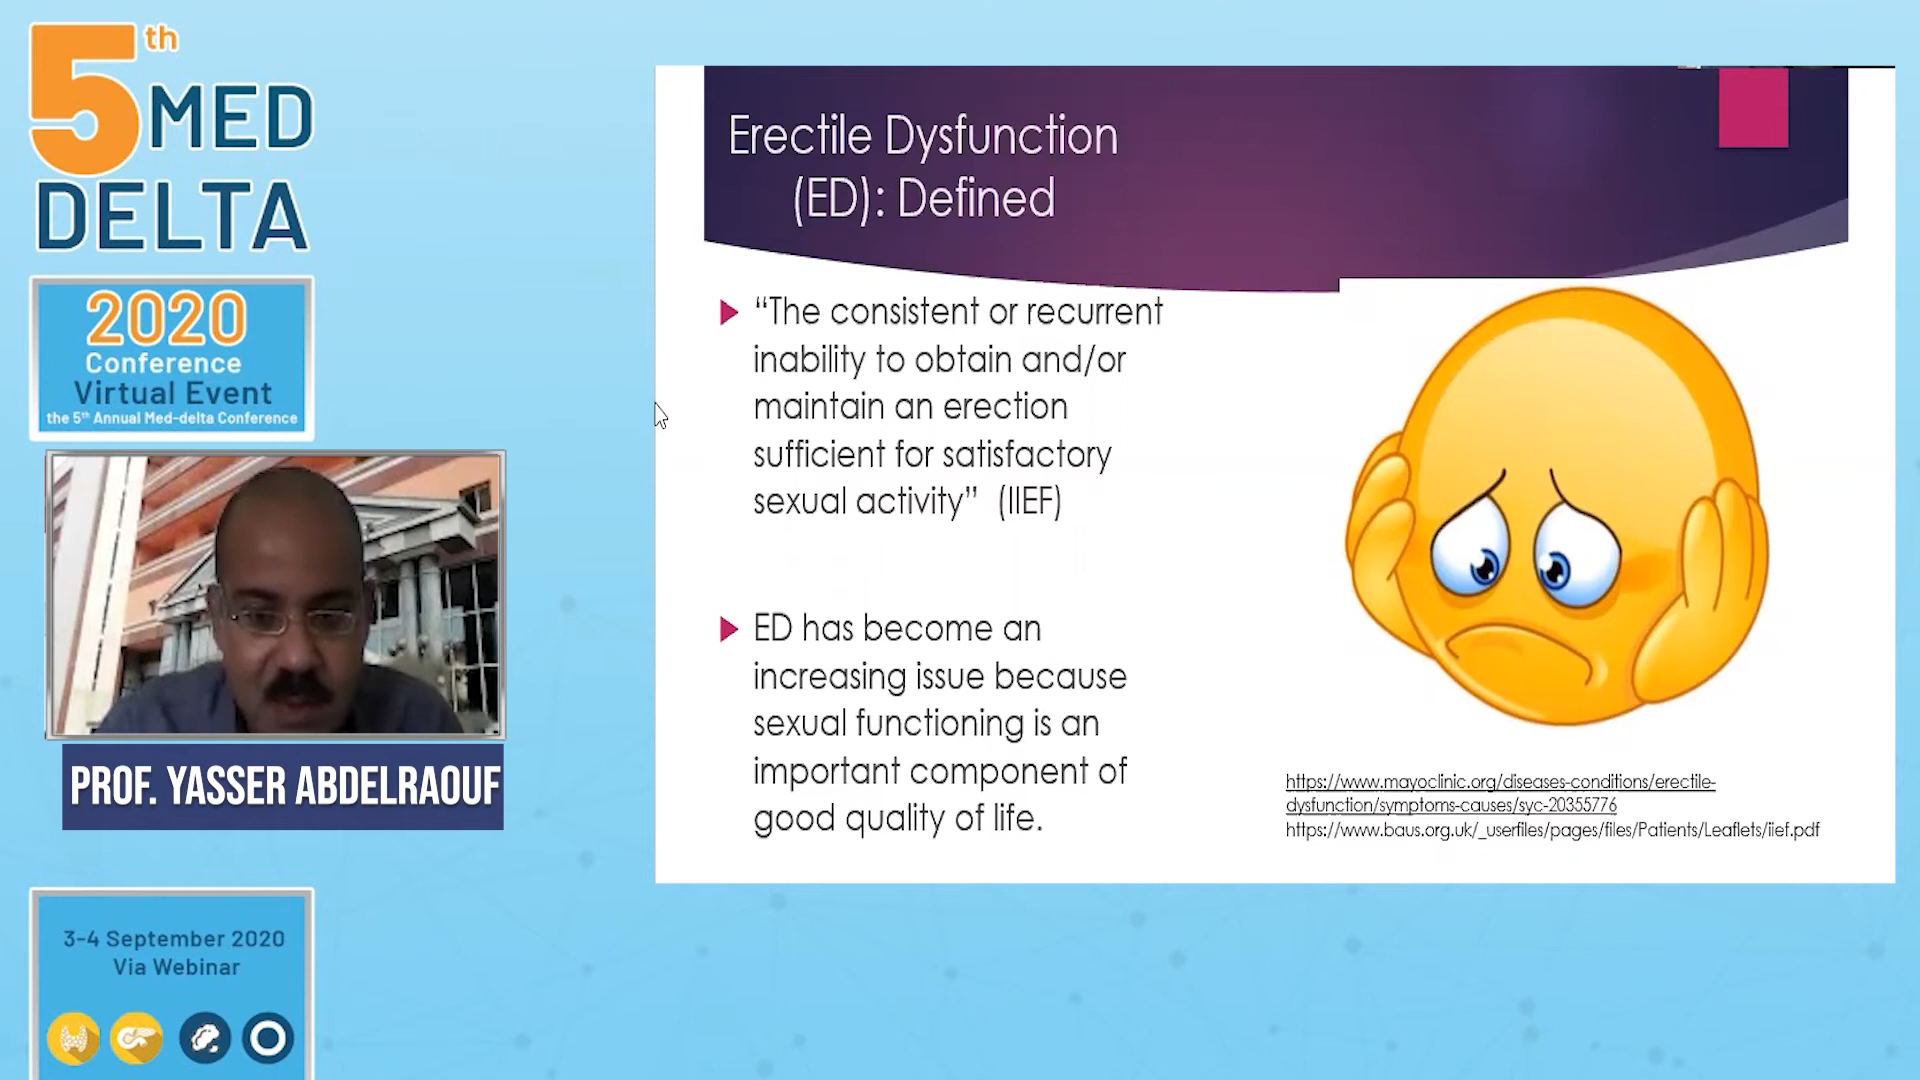 5th
MED
DELTA
2020
Conference
Virtual Event
the 5th Annual Med-delta Conference
PROF. YASSER ABDELRAOUF
3-4 September 2020
Via Webinar
Erectile Dysfunction
(ED): Defined
“The consistent or recurrent
inability to obtain and/or
maintain an erection
sufficient for satisfactory
sexual activity” (IIEF)
ED has become an
increasing issue because
sexual functioning is an
important component of
good quality of life.
https://www.mayoclinic.org/diseases-conditions/erectile-
dysfunction/symptoms-causes/syc-20355776
https://www.baus.org.uk/_userfiles/pages/files/Patients/Leaflets/iief.pdf